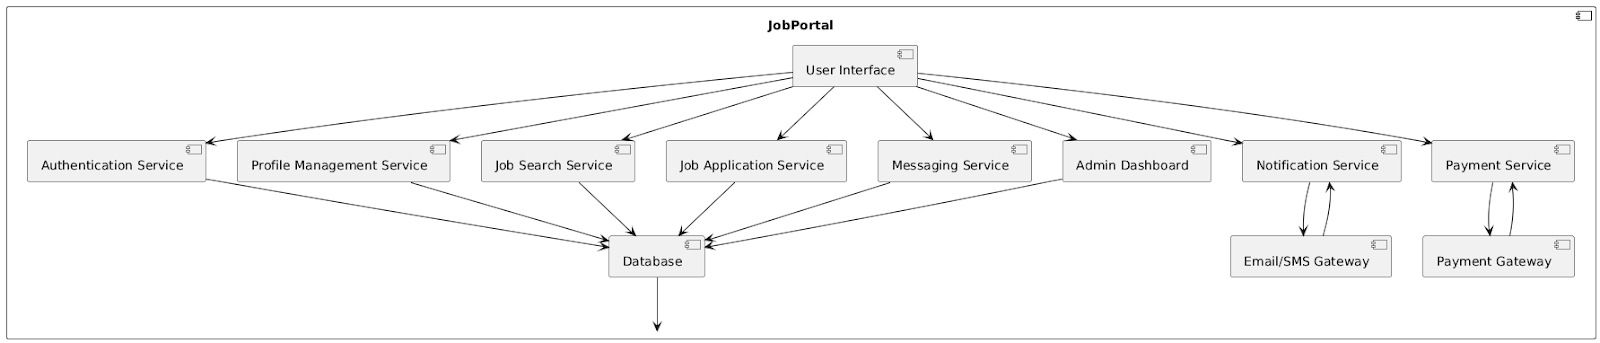 JobPortal
User Interface
Authentication Service
Profile Management Service
Job Search Service
Job Application Service
Messaging Service
Admin Dashboard
Notification Service
Payment Service
Database
Email/SMS Gateway
Payment Gateway